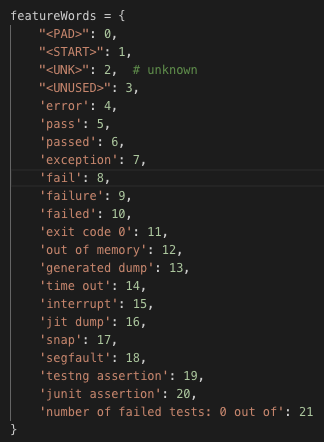 featureWords = {
    "<PAD>": 0,
    "<START>": 1,
    "<UNK>": 2,  # unknown
    "<UNUSED>": 3,
    'error': 4,
    'pass': 5,
    'passed': 6,
    'exception': 7,
    'fail': 8,
    'failure': 9,
    'failed': 10,
    'exit code 0': 11,
    'out of memory': 12,
    'generated dump': 13,
    'time out': 14,
    'interrupt': 15,
    'jit dump': 16,
    'snap': 17,
    'segfault': 18,
    'testng assertion': 19,
    'junit assertion': 20,
    'number of failed tests: 0 out of': 21
}